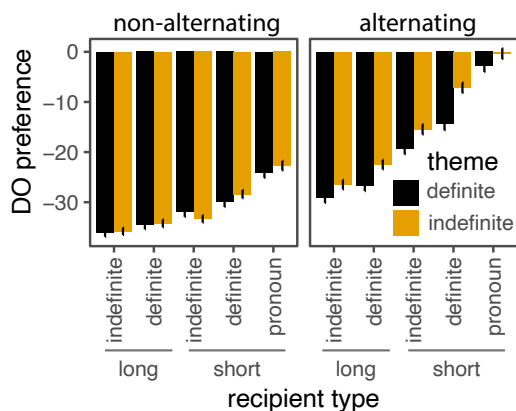 non-alternating alternating
DO preference
0
−10
−20
−30
theme
definite
indefinite
indefinite definite indefinite definite pronoun indefinite definite indefinite definite pronoun
long short long short
recipient type